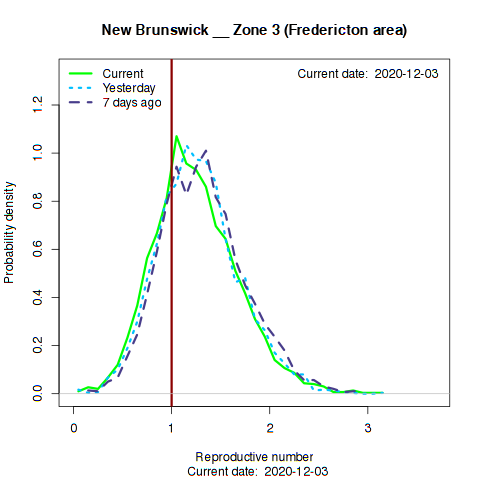 New Brunswick __ Zone 3 (Fredericton area)
Current
Yesterday
7 days ago
Current date:  2020-12-03
Probability density
0.0
0.2
0.4
0.6
0.8
1.0
1.2
0
1
2
3
Reproductive number
Current date:  2020-12-03